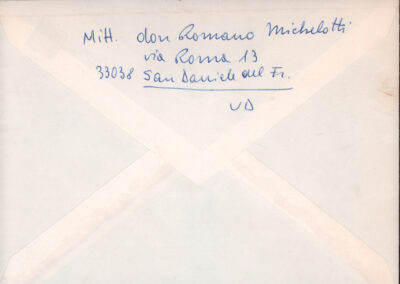 Mitt. don Romano Michelotti
via Roma 13
33038 San Daniele del Fr.
UD